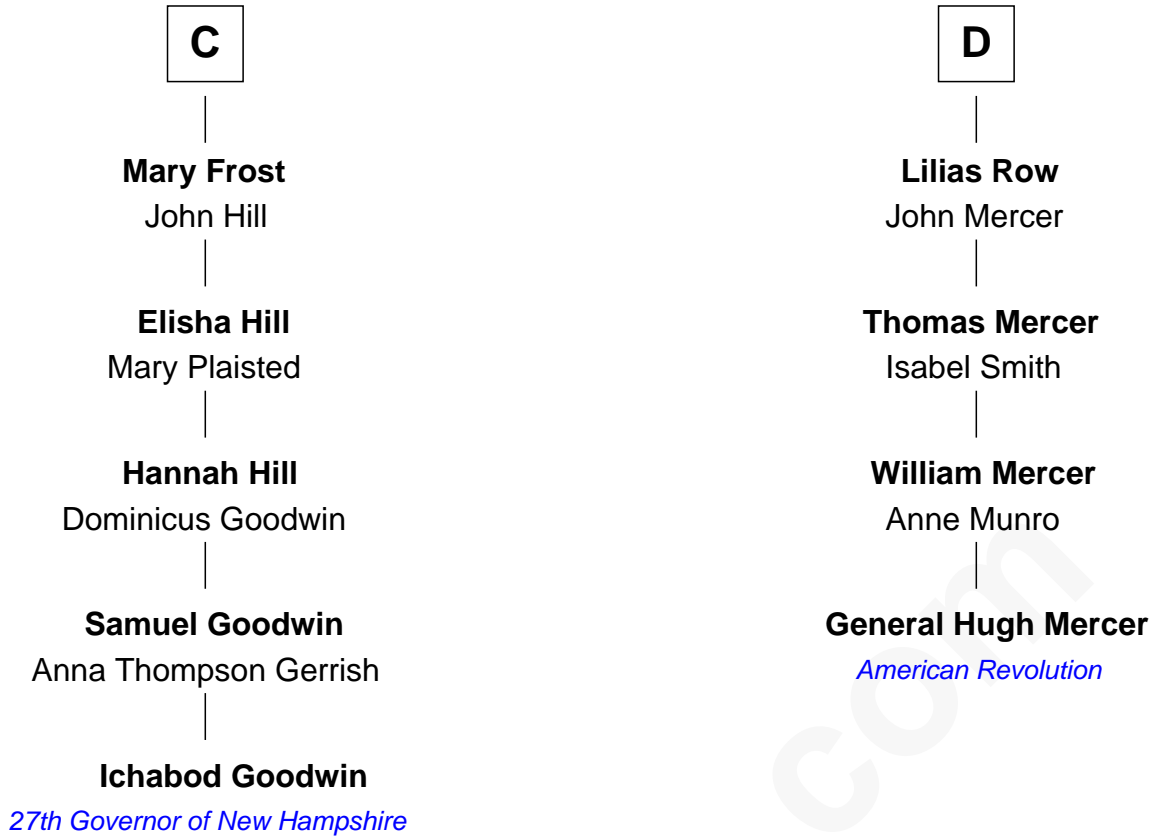 C
Mary Frost
John Hill
Elisha Hill
Mary Plaisted
Hannah Hill
Dominicus Goodwin
Samuel Goodwin
Anna Thompson Gerrish
Ichabod Goodwin
27th Governor of New Hampshire
D
Lilias Row
John Mercer
Thomas Mercer
Isabel Smith
William Mercer
Anne Munro
General Hugh Mercer
American Revolution
com